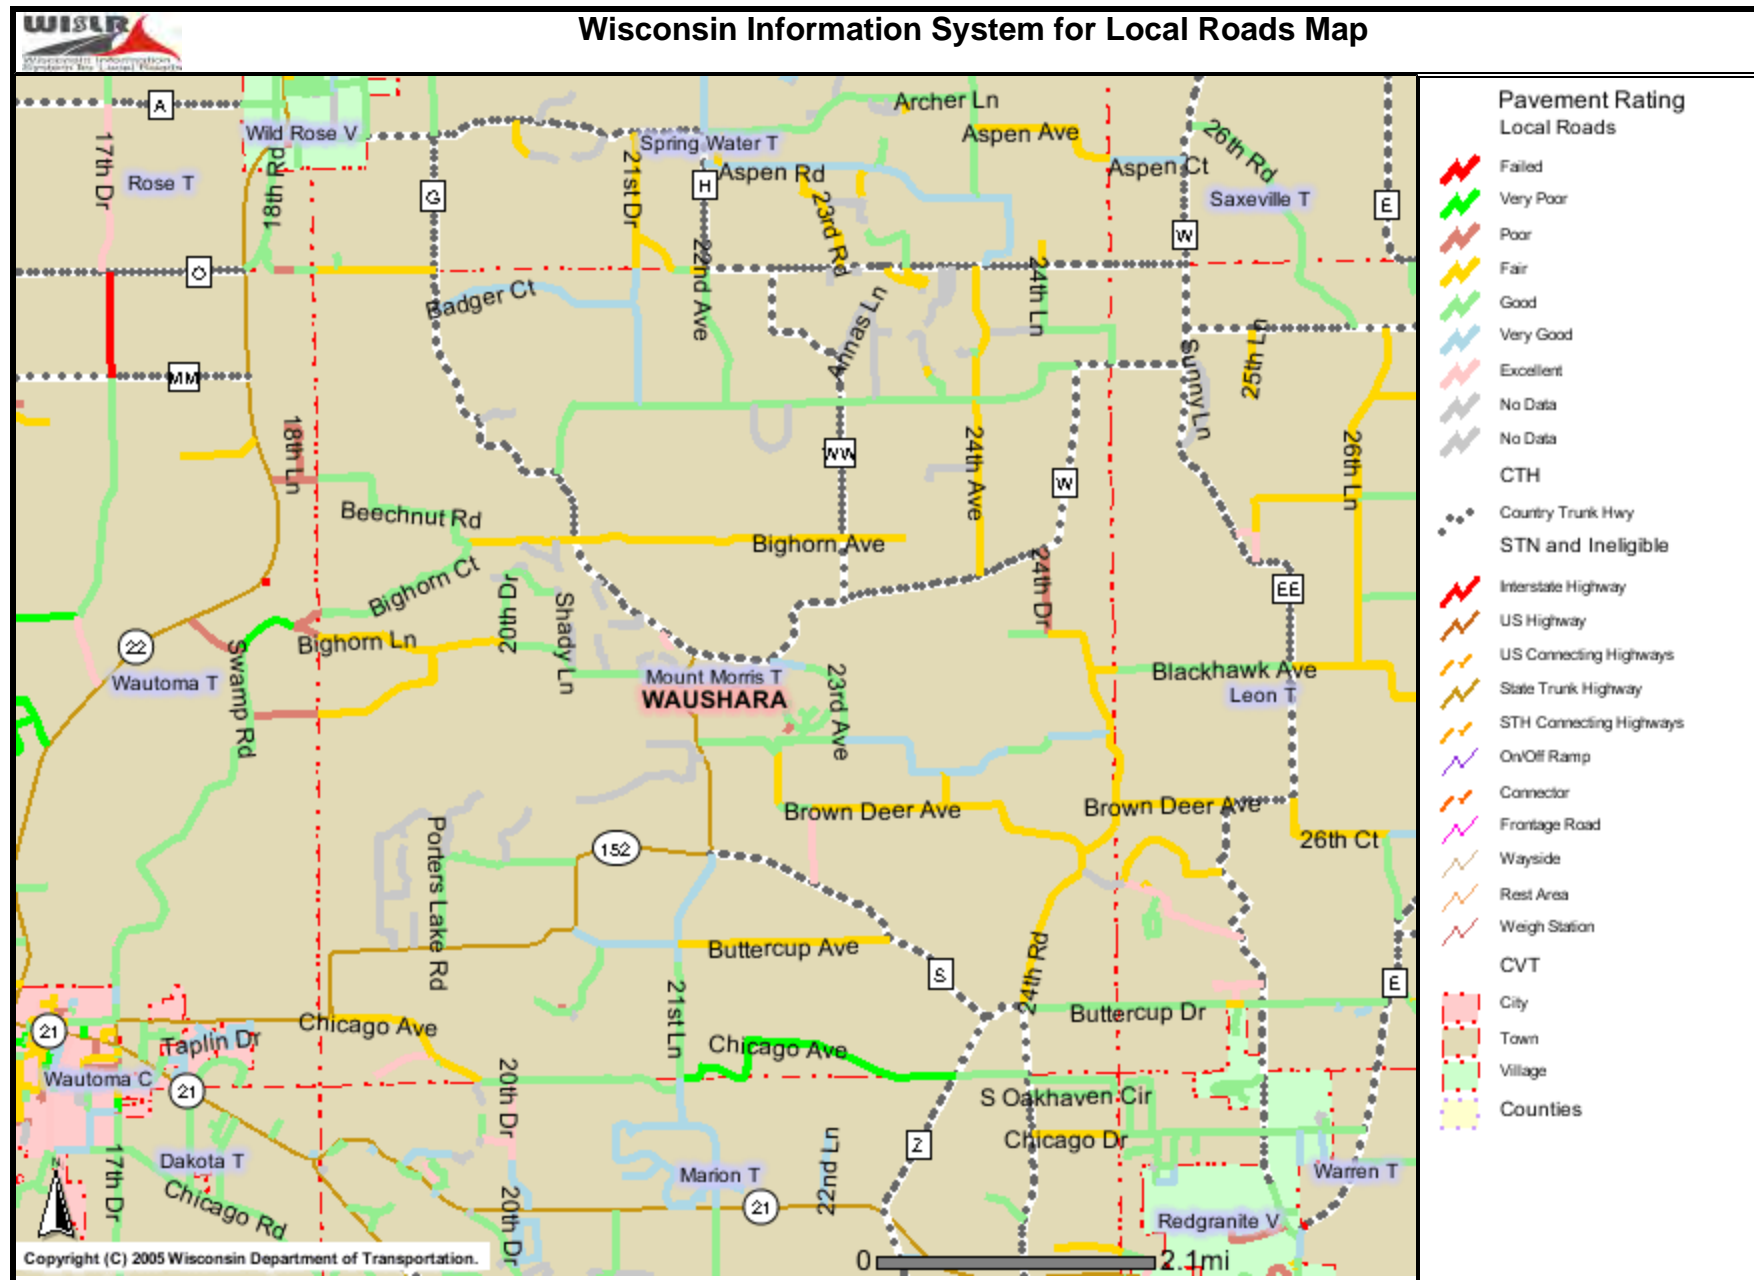 WISLR
Wisconsin Information
System for Local Roads
Wisconsin Information System for Local Roads Map
A
Wild Rose V
17th Dr
Rose T
18th Rd
G
21st Dr
Spring Water T
H
Aspen Rd
Archer Ln
Aspen Ave
Aspen Ct
26th Rd
Saxeville T
E
W
23rd Rd
O
22nd Ave
Badger Ct
Annas Ln
24th Ln
MM
Sunny Ln
25th Ln
18th Ln
WW
24th Ave
W
26th Ln
Beechnut Rd
Bighorn Ave
Bighorn Ct
24th Dr
EE
20th Dr
Shady Ln
22
Swamp Rd
Bighorn Ln
Wautoma T
Mount Morris T
WAUSHARA
23rd Ave
Blackhawk Ave
Leon T
Brown Deer Ave
Brown Deer Ave
26th Ct
Porters Lake Rd
152
Buttercup Ave
S
24th Rd
E
21
Taplin Dr
Chicago Ave
21st Ln
Chicago Ave
Buttercup Dr
Wautoma C
21
20th Dr
S Oakhaven Cir
Z
Chicago Dr
N
17th Dr
Dakota T
Chicago Rd
20th Dr
Marion T
21
22nd Ln
Warren T
Redgranite V
Copyright (C) 2005 Wisconsin Department of Transportation.
0 2.1mi
Pavement Rating
Local Roads
Failed
Very Poor
Poor
Fair
Good
Very Good
Excellent
No Data
No Data
CTH
Country Trunk Hwy
STN and Ineligible
Interstate Highway
US Highway
US Connecting Highways
State Trunk Highway
STH Connecting Highways
On/Off Ramp
Connector
Frontage Road
Wayside
Rest Area
Weigh Station
CVT
City
Town
Village
Counties